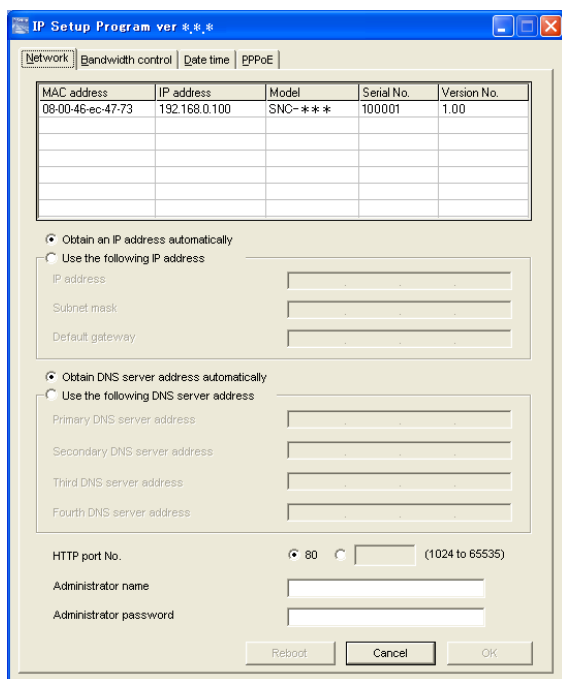 IP Setup Program ver *.*.*
Network Bandwidth control Date time PPPoE
MAC address IP address Model Serial No. Version No.
08-00-46-ec-47-73 192.168.0.100 SNC-*** 100001 1.00
Obtain an IP address automatically
Use the following IP address
IP address
Subnet mask
Default gateway
Obtain DNS server address automatically
Use the following DNS server address
Primary DNS server address
Secondary DNS server address
Third DNS server address
Fourth DNS server address
HTTP port No. 80 (1024 to 65535)
Administrator name
Administrator password
Reboot Cancel OK